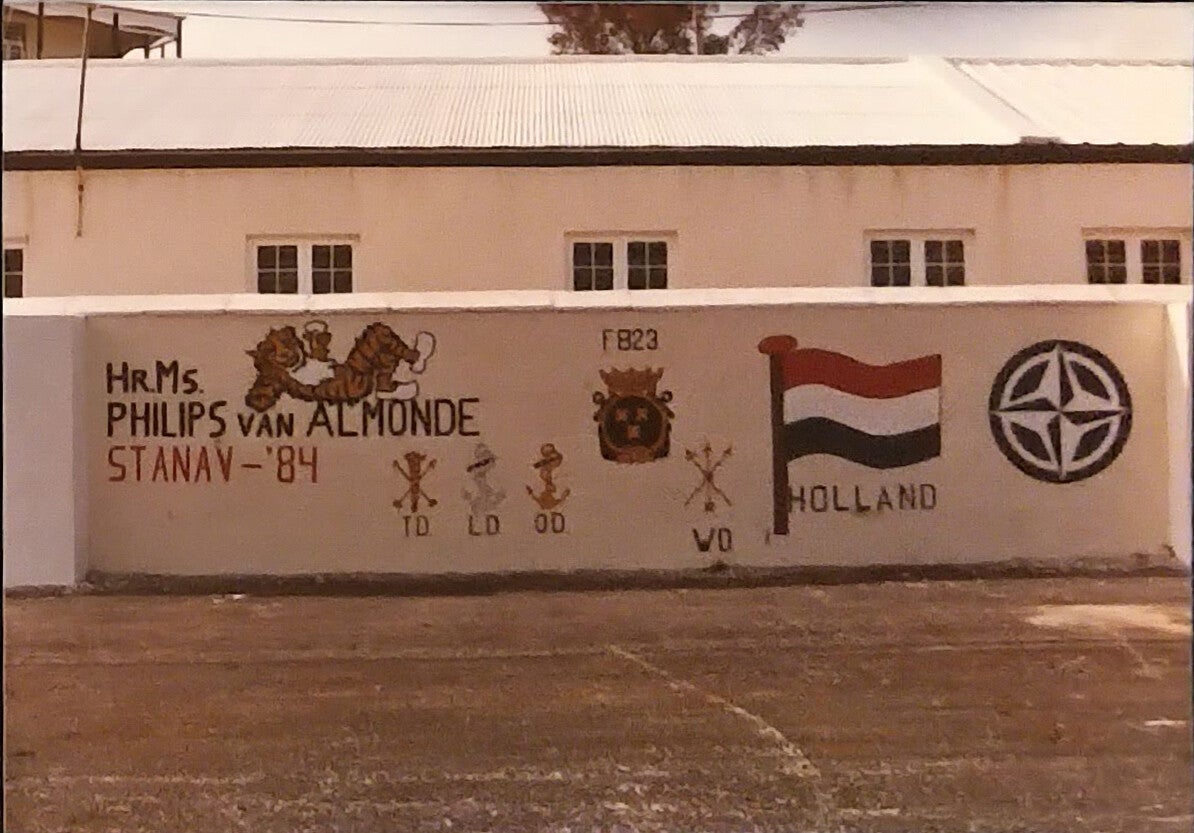 HR.MS.
PHILIPS VAN ALMONDE
STANAV-'84
TD LD OD
F823
WD
HOLLAND